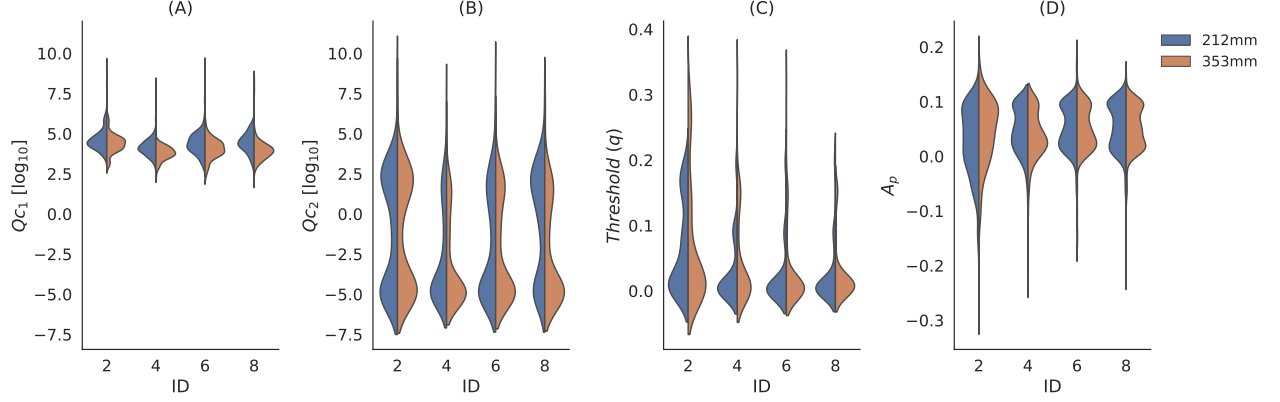 (A)
10.0
7.5
5.0
2.5
0.0
−2.5
−5.0
−7.5
Qc₁ [log₁₀]
2 4 6 8
ID
(B)
10.0
7.5
5.0
2.5
0.0
−2.5
−5.0
−7.5
Qc₂ [log₁₀]
2 4 6 8
ID
(C)
0.4
0.3
0.2
0.1
0.0
Threshold (q)
2 4 6 8
ID
(D)
0.2
0.1
0.0
−0.1
−0.2
−0.3
Aₚ
2 4 6 8
ID
212mm
353mm